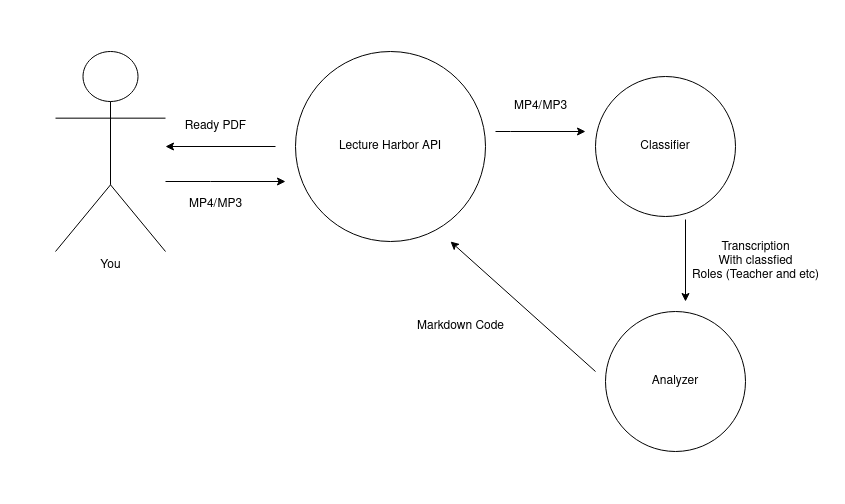 Ready PDF
MP4/MP3
You
Lecture Harbor API
MP4/MP3
Classifier
Transcription
With classfied
Roles (Teacher and etc)
Markdown Code
Analyzer